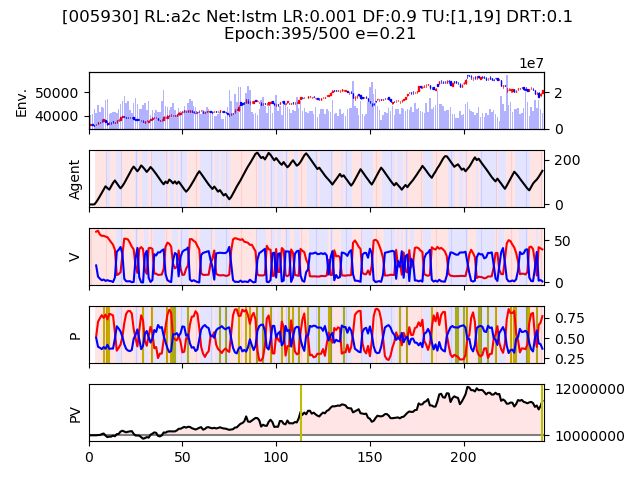 [005930] RL:a2c Net:lstm LR:0.001 DF:0.9 TU:[1,19] DRT:0.1
Epoch:395/500 e=0.21
1e7
Env.
50000
40000
2
0
Agent
200
0
V
50
0
P
0.75
0.50
0.25
PV
12000000
10000000
0
50
100
150
200